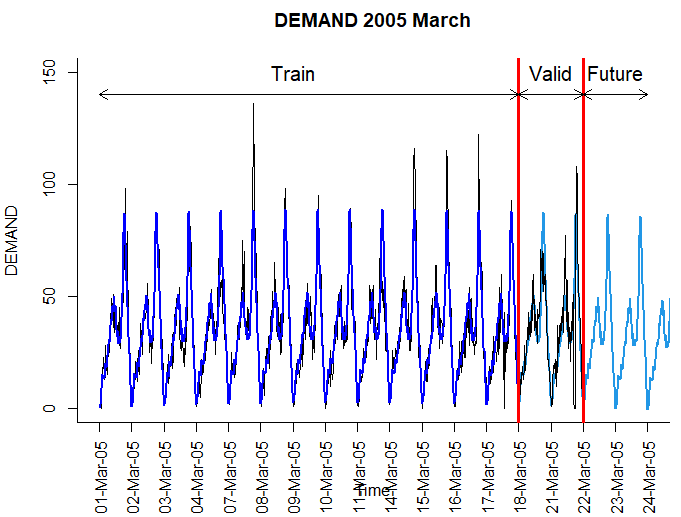 DEMAND 2005 March
Train Valid Future
DEMAND
150
100
50
0
01-Mar-05
02-Mar-05
03-Mar-05
04-Mar-05
07-Mar-05
08-Mar-05
09-Mar-05
10-Mar-05
11-Mar-05
14-Mar-05
15-Mar-05
16-Mar-05
17-Mar-05
18-Mar-05
21-Mar-05
22-Mar-05
23-Mar-05
24-Mar-05
Time